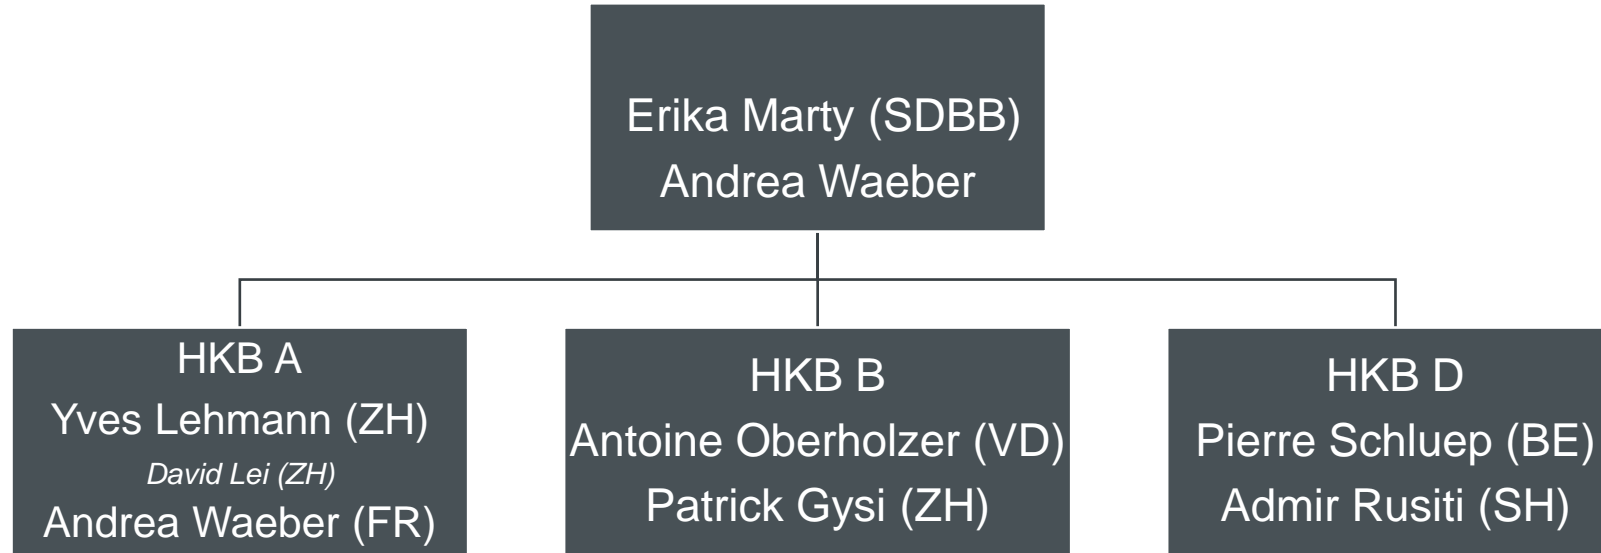 Erika Marty (SDBB)
Andrea Waeber
HKB A
Yves Lehmann (ZH)
David Lei (ZH)
Andrea Waeber (FR)
HKB B
Antoine Oberholzer (VD)
Patrick Gysi (ZH)
HKB D
Pierre Schluep (BE)
Admir Rusiti (SH)